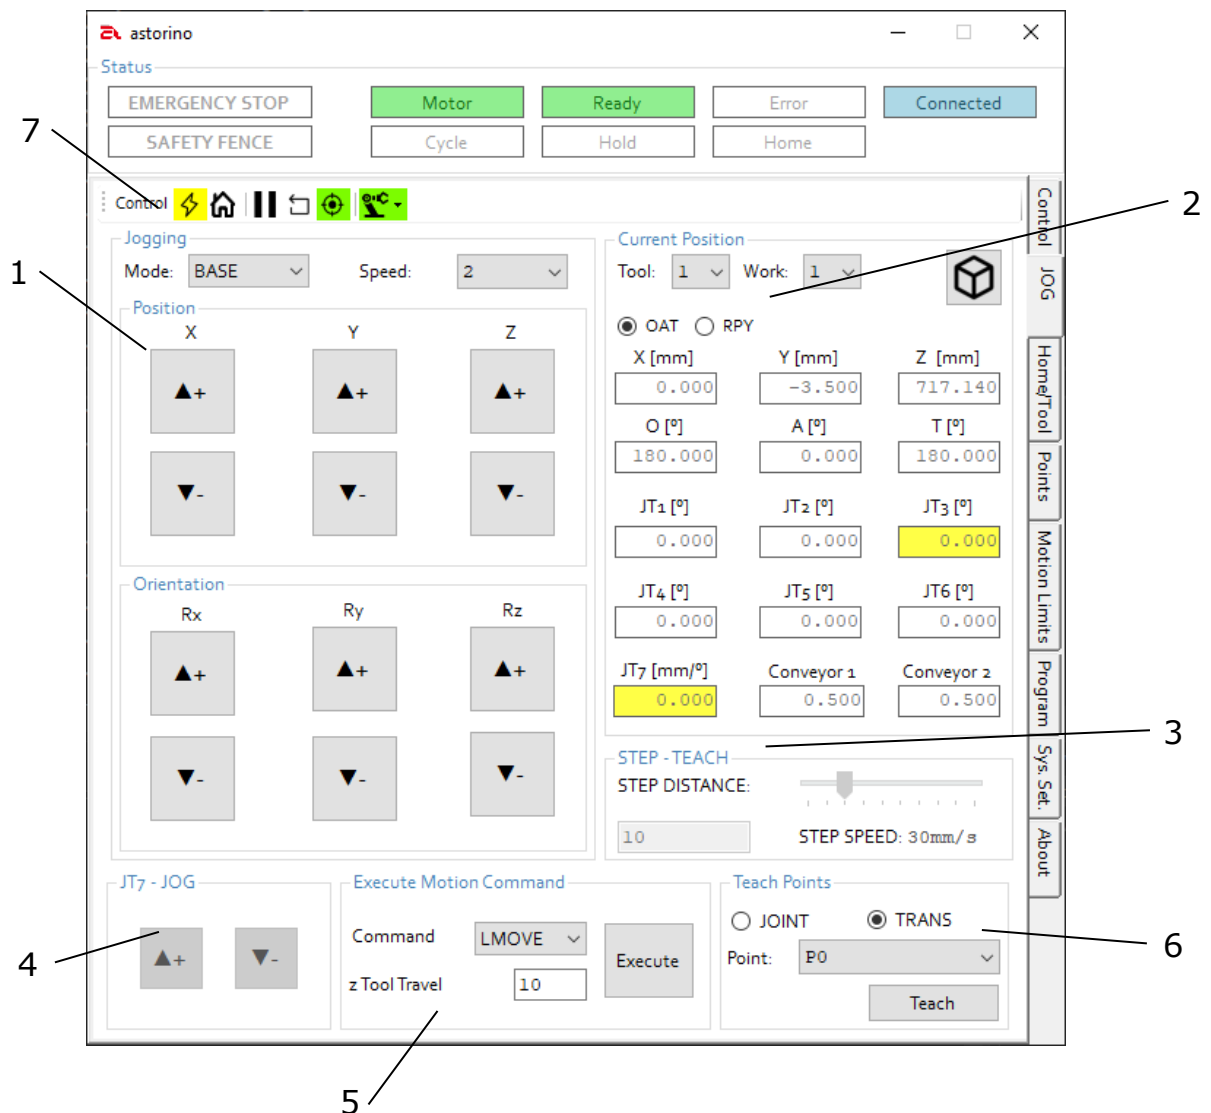 astorino
Status
EMERGENCY STOP Motor Ready Error Connected
SAFETY FENCE Cycle Hold Home
7
Control
2
Jogging
Mode: BASE Speed: 2
1
Position
X Y Z
▲+ ▲+ ▲+
▼- ▼- ▼-
Orientation
Rx Ry Rz
▲+ ▲+ ▲+
▼- ▼- ▼-
Current Position
Tool: 1 Work: 1
OAT RPY
X [mm] Y [mm] Z [mm]
0.000 -3.500 717.140
O [º] A [º] T [º]
180.000 0.000 180.000
JT1 [º] JT2 [º] JT3 [º]
0.000 0.000 0.000
JT4 [º] JT5 [º] JT6 [º]
0.000 0.000 0.000
JT7 [mm/º] Conveyor 1 Conveyor 2
0.000 0.500 0.500
3
STEP - TEACH
STEP DISTANCE:
10 STEP SPEED: 30mm/s
JT7 - JOG
▲+ ▼-
4
Execute Motion Command
Command LMOVE
z Tool Travel 10
Execute
5
Teach Points
JOINT TRANS
Point: P0
Teach
6
Control
JOG
Home/Tool
Points
Motion Limits
Program
Sys. Set.
About